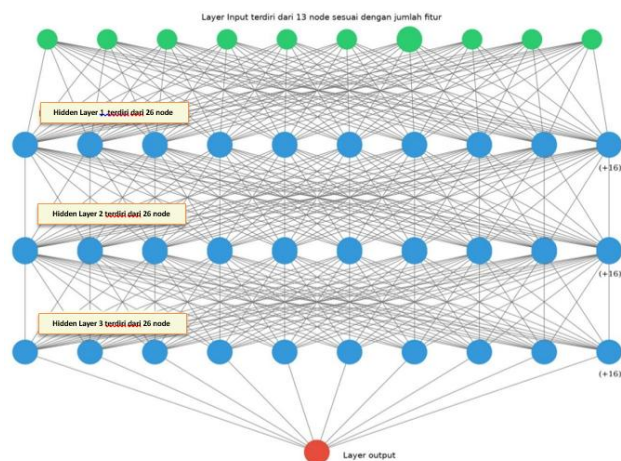 Layer Input terdiri dari 13 node sesuai dengan jumlah fitur
Hidden Layer 1 terdiri dari 26 node
(+16)
Hidden Layer 2 terdiri dari 26 node
(+16)
Hidden Layer 3 terdiri dari 26 node
(+16)
Layer output